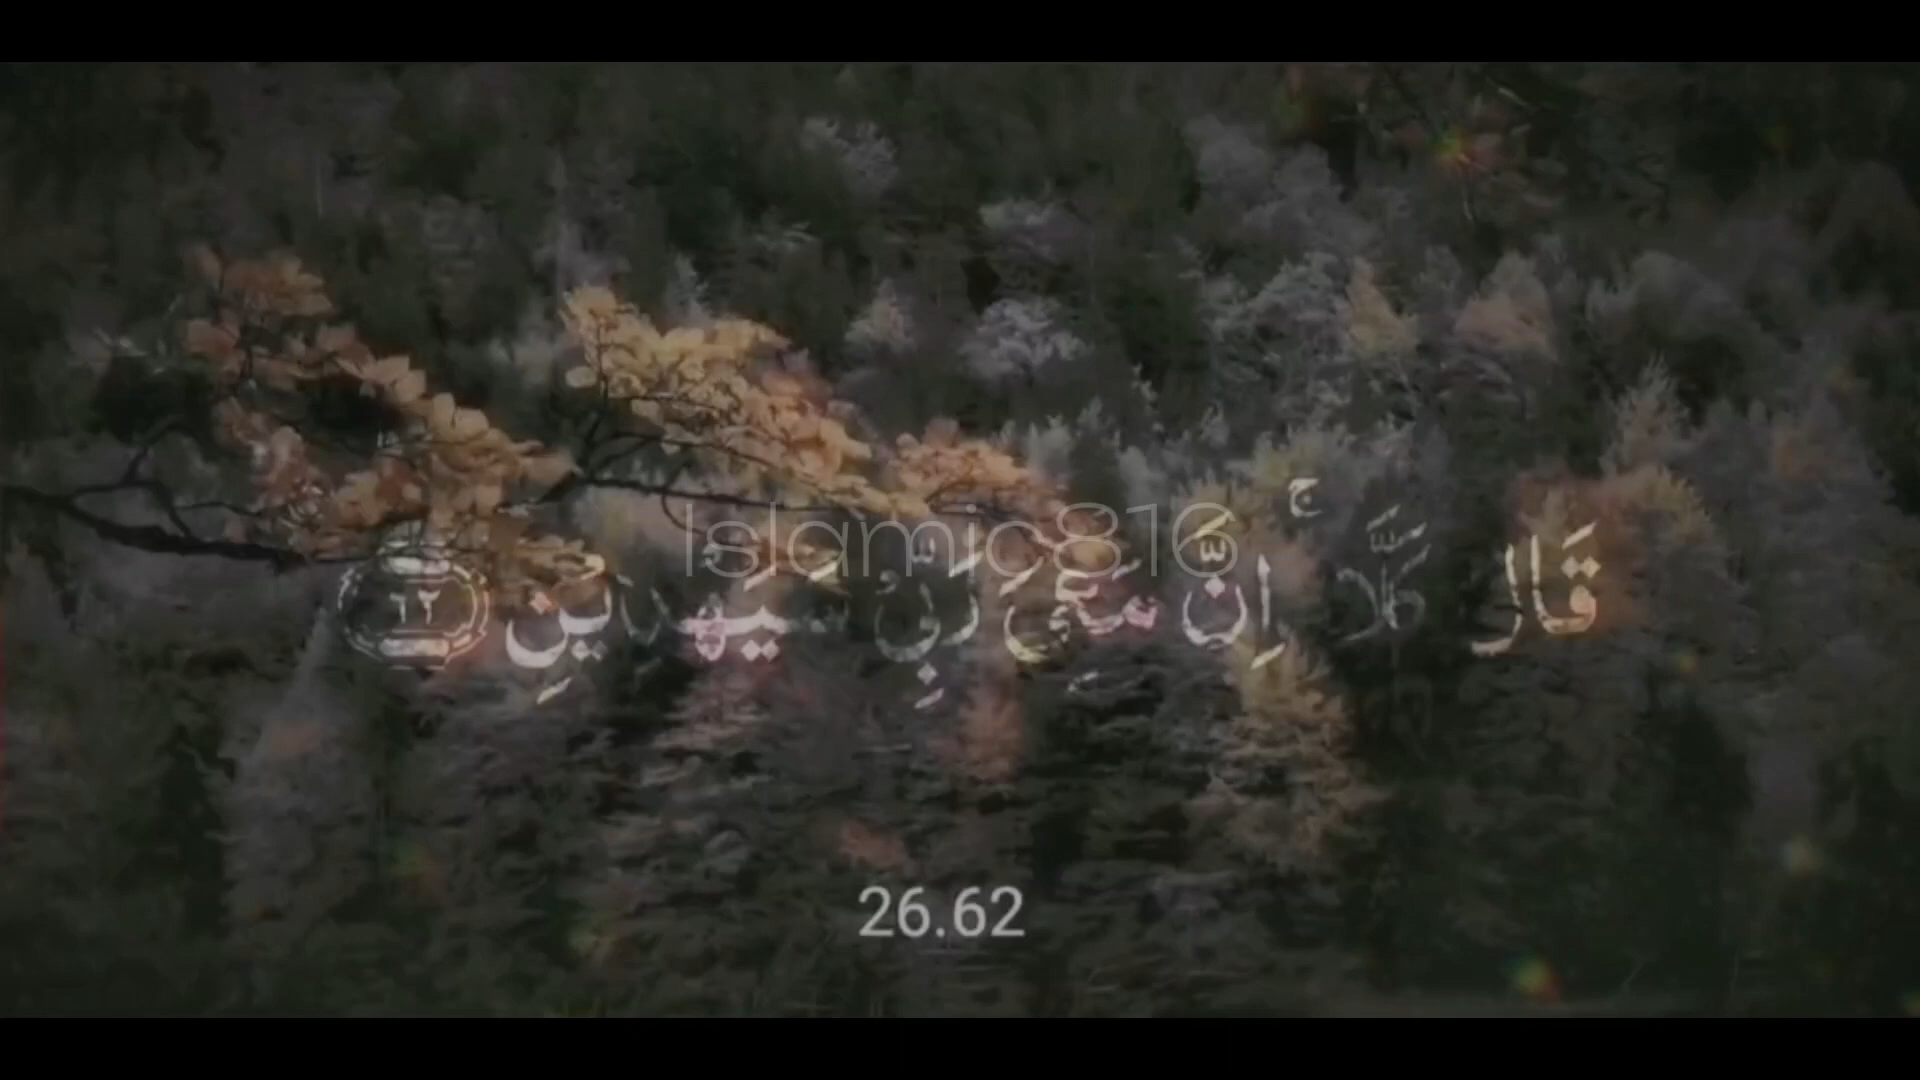 Islamic816
قَالَ كَلَّا ۚ إِنَّ مَعِيَ رَبِّي سَيَهْدِينِ ٦٢
26.62